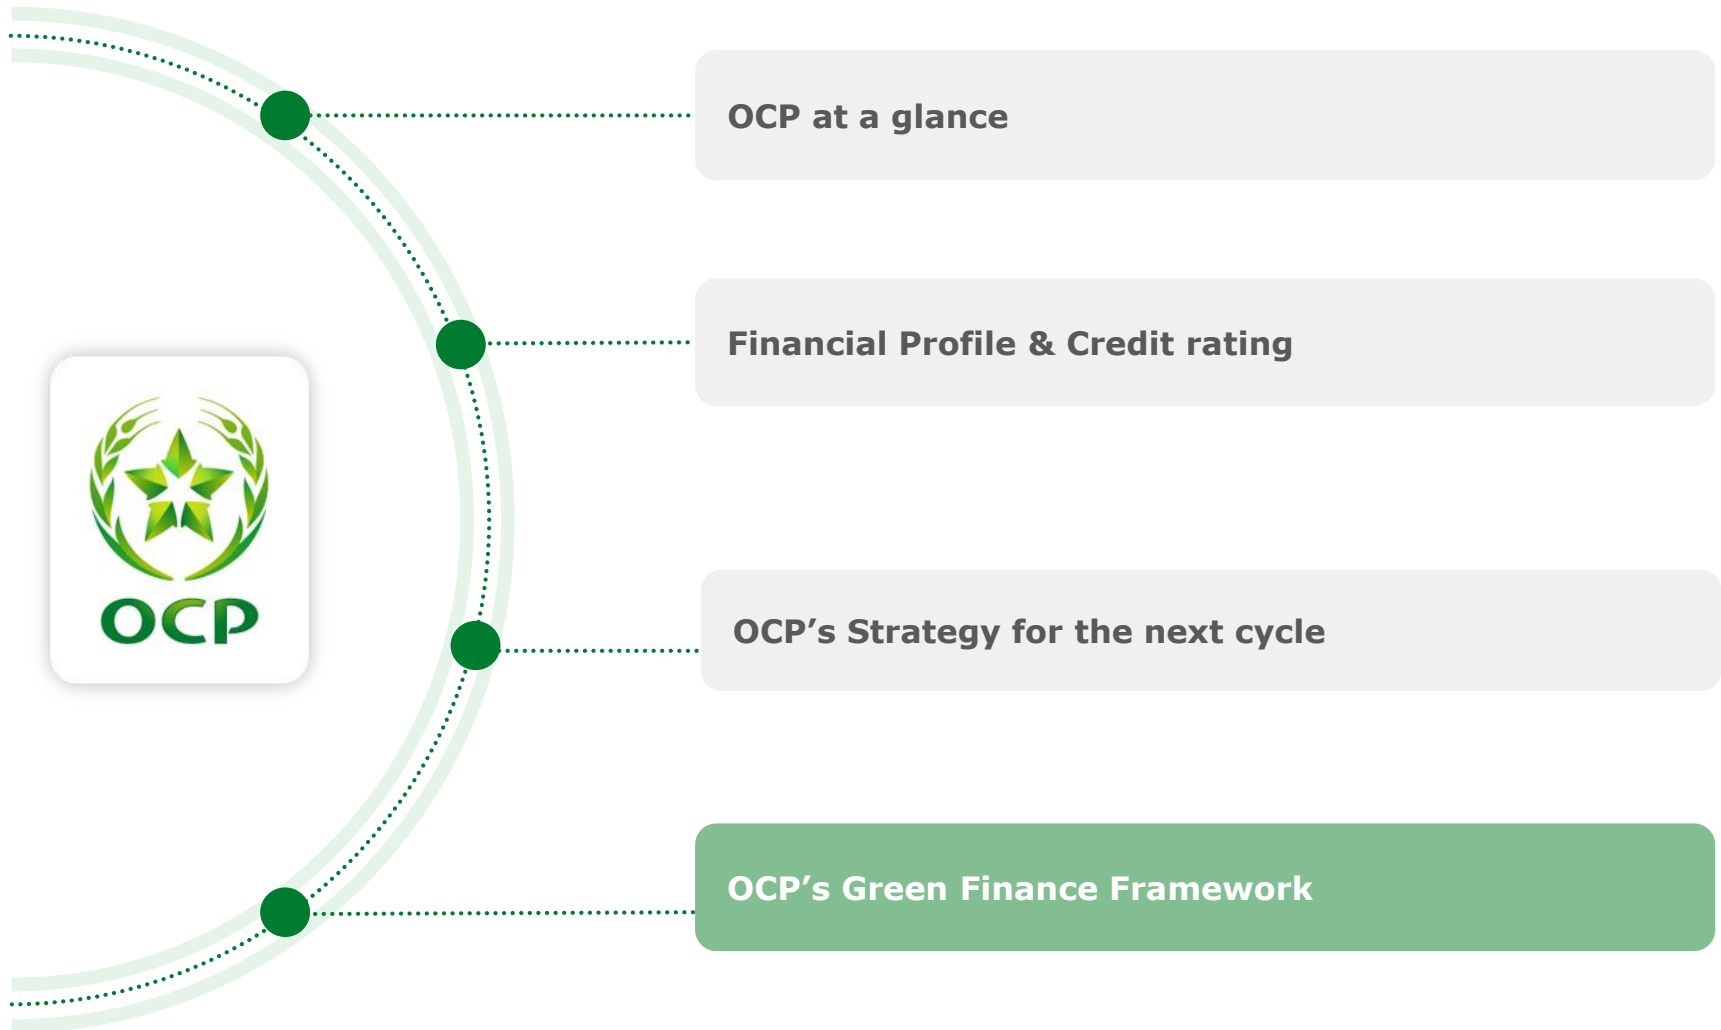 OCP at a glance
Financial Profile & Credit rating
OCP
OCP’s Strategy for the next cycle
OCP’s Green Finance Framework